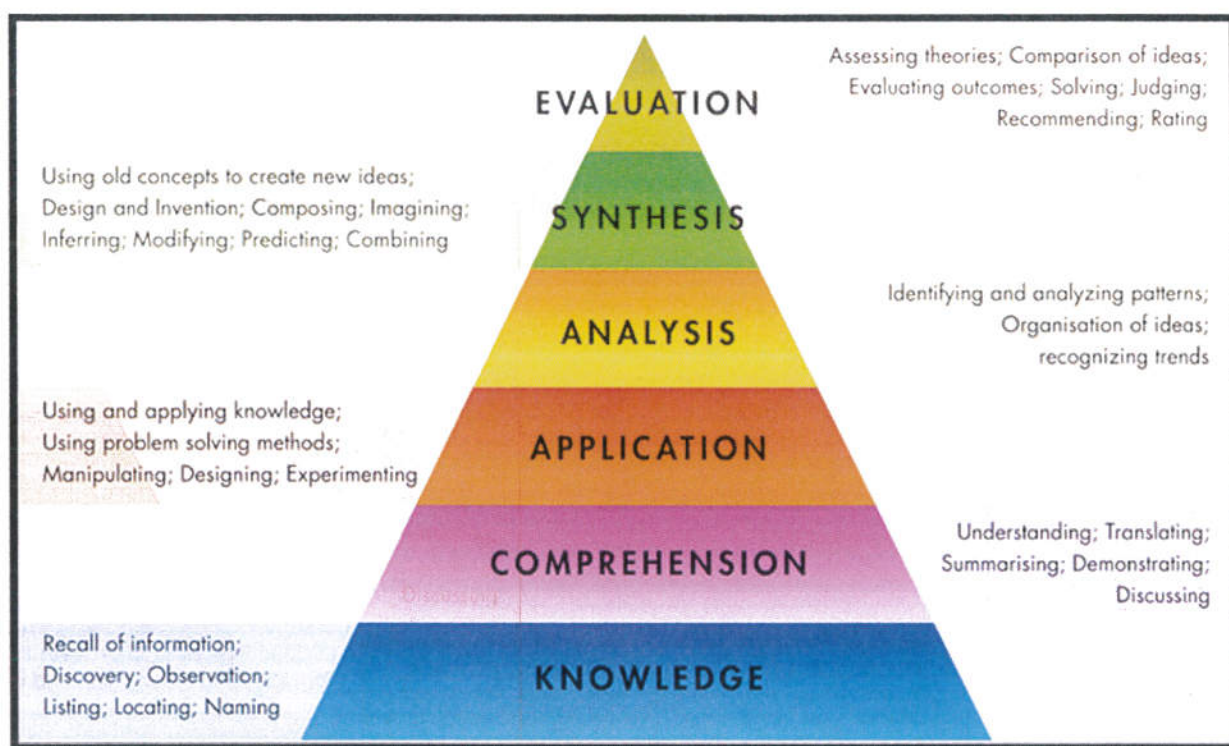 Assessing theories; Comparison of ideas;
Evaluating outcomes; Solving; Judging;
Recommending; Rating
EVALUATION
Using old concepts to create new ideas;
Design and Invention; Composing; Imagining;
Inferring; Modifying; Predicting; Combining
SYNTHESIS
Identifying and analyzing patterns;
Organisation of ideas;
recognizing trends
ANALYSIS
Using and applying knowledge;
Using problem solving methods;
Manipulating; Designing; Experimenting
APPLICATION
Understanding; Translating;
Summarising; Demonstrating;
Discussing
COMPREHENSION
Recall of information;
Discovery; Observation;
Listing; Locating; Naming
KNOWLEDGE